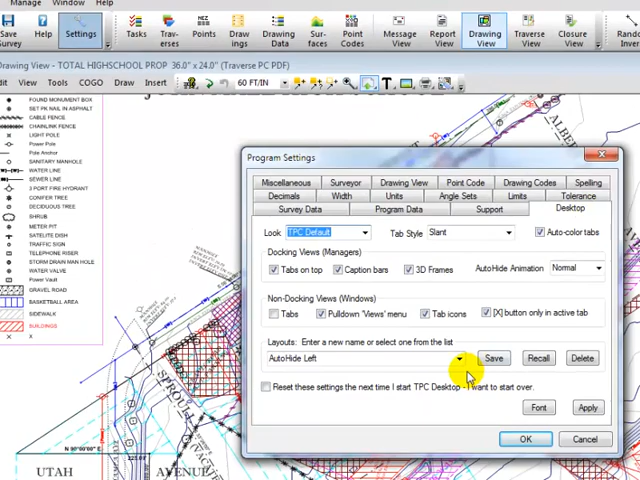 Manage Window Help
Save Survey
Settings
Tasks
Traverses
Points
Drawings
Drawing Data
Surfaces
Point Codes
Message View
Report View
Drawing View
Traverse View
Closure View
Drawing View - TOTAL HIGHSCHOOL PROP 36.0" x 24.0" (Traverse PC PDF)
View Tools COGO Draw Insert 60 FT/IN
FOUND MONUMENT BOX
SET PK NAIL IN ASPHALT
CABLE FENCE
CHAINLINK FENCE
LIGHT POLE
Power Pole
Pole Anchor
SANITARY MANHOLE
WATER LINE
SEWER LINE
3 PORT FIRE HYDRANT
CONIFER TREE
DECIDUOUS TREE
SHRUB
METER PIT
SATELITE DISH
TRAFFIC SIGN
TELEPHONE RISER
STORM DRAIN MAN HOLE
WATER VALVE
Power Vault
GRAVEL ROAD
BASKETBALL AREA
SIDEWALK
BUILDINGS
X
SPROUL
UTAH AVENUE
Program Settings
Miscellaneous Surveyor Drawing View Point Code Drawing Codes Spelling
Decimals Width Units Angle Sets Limits Tolerance
Survey Data Program Data Support Desktop
Look TPC Default Tab Style Slant Auto-color tabs
Docking Views (Managers)
Tabs on top Caption bars 3D Frames AutoHide Animation Normal
Non-Docking Views (Windows)
Tabs Pulldown 'Views' menu Tab icons [X] button only in active tab
Layouts: Enter a new name or select one from the list
AutoHide Left Save Recall Delete
Reset these settings the next time I start TPC Desktop - I want to start over.
Font Apply
OK Cancel